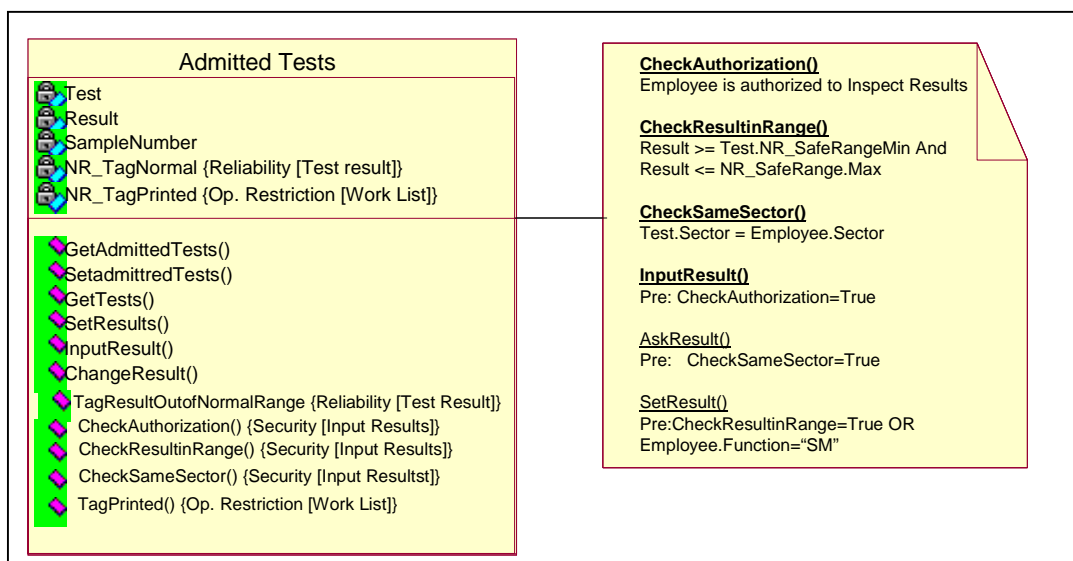 Admitted Tests
Test
Result
SampleNumber
NR_TagNormal {Reliability [Test result]}
NR_TagPrinted {Op. Restriction [Work List]}
GetAdmittedTests()
SetadmittredTests()
GetTests()
SetResults()
InputResult()
ChangeResult()
TagResultOutofNormalRange {Reliability [Test Result]}
CheckAuthorization() {Security [Input Results]}
CheckResultinRange() {Security [Input Results]}
CheckSameSector() {Security [Input Resultst]}
TagPrinted() {Op. Restriction [Work List]}
CheckAuthorization()
Employee is authorized to Inspect Results
CheckResultinRange()
Result >= Test.NR_SafeRangeMin And
Result <= NR_SafeRange.Max
CheckSameSector()
Test.Sector = Employee.Sector
InputResult()
Pre: CheckAuthorization=True
AskResult()
Pre: CheckSameSector=True
SetResult()
Pre:CheckResultinRange=True OR
Employee.Function=“SM”